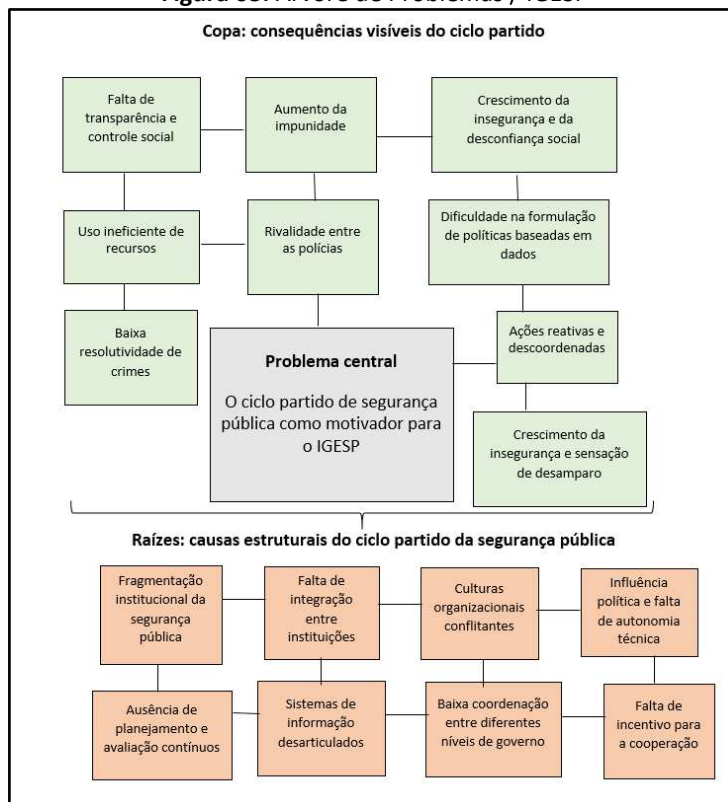 Figura 03: Árvore de Problemas / IGESP
Copa: consequências visíveis do ciclo partido
Falta de
transparência e
controle social
Aumento da
impunidade
Crescimento da
insegurança e da
desconfiança social
Uso ineficiente de
recursos
Rivalidade entre
as polícias
Dificuldade na formulação
de políticas baseadas em
dados
Baixa
resolutividade de
crimes
Problema central
O ciclo partido de segurança
pública como motivador para
o IGESP
Ações reativas e
descoordenadas
Crescimento da
insegurança e sensação
de desamparo
Raízes: causas estruturais do ciclo partido da segurança pública
Fragmentação
institucional da
segurança
pública
Falta de
integração
entre
instituições
Culturas
organizacionais
conflitantes
Influência
política e falta
de autonomia
técnica
Ausência de
planejamento e
avaliação contínuos
Sistemas de
informação
desarticulados
Baixa coordenação
entre diferentes
níveis de governo
Falta de
incentivo para
a cooperação